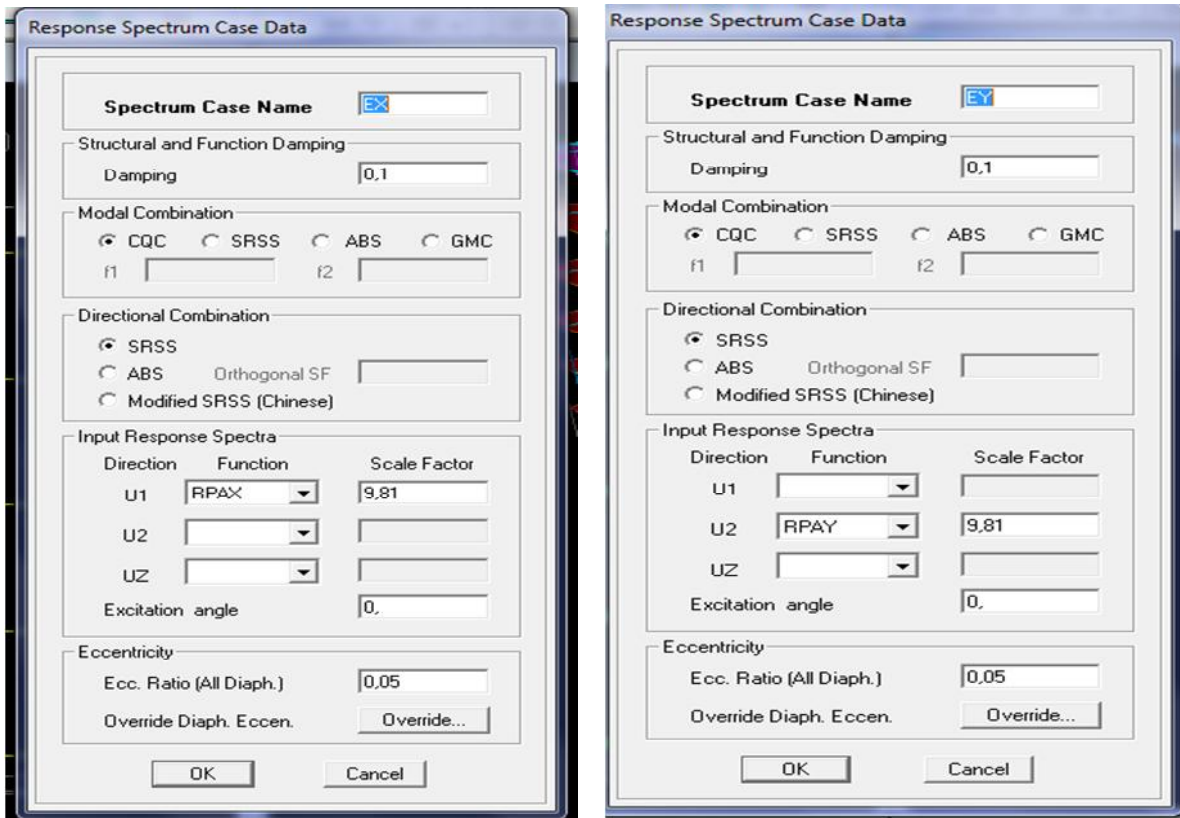 Response Spectrum Case Data
Spectrum Case Name EX
Structural and Function Damping
Damping 0,1
Modal Combination
CQC SRSS ABS GMC
f1 f2
Directional Combination
SRSS
ABS Orthogonal SF
Modified SRSS (Chinese)
Input Response Spectra
Direction Function Scale Factor
U1 RPAX 9,81
U2
UZ
Excitation angle 0,
Eccentricity
Ecc. Ratio (All Diaph.) 0,05
Override Diaph. Eccen. Override...
OK Cancel
Response Spectrum Case Data
Spectrum Case Name EY
Structural and Function Damping
Damping 0,1
Modal Combination
CQC SRSS ABS GMC
f1 f2
Directional Combination
SRSS
ABS Orthogonal SF
Modified SRSS (Chinese)
Input Response Spectra
Direction Function Scale Factor
U1
U2 RPAY 9,81
UZ
Excitation angle 0,
Eccentricity
Ecc. Ratio (All Diaph.) 0,05
Override Diaph. Eccen. Override...
OK Cancel